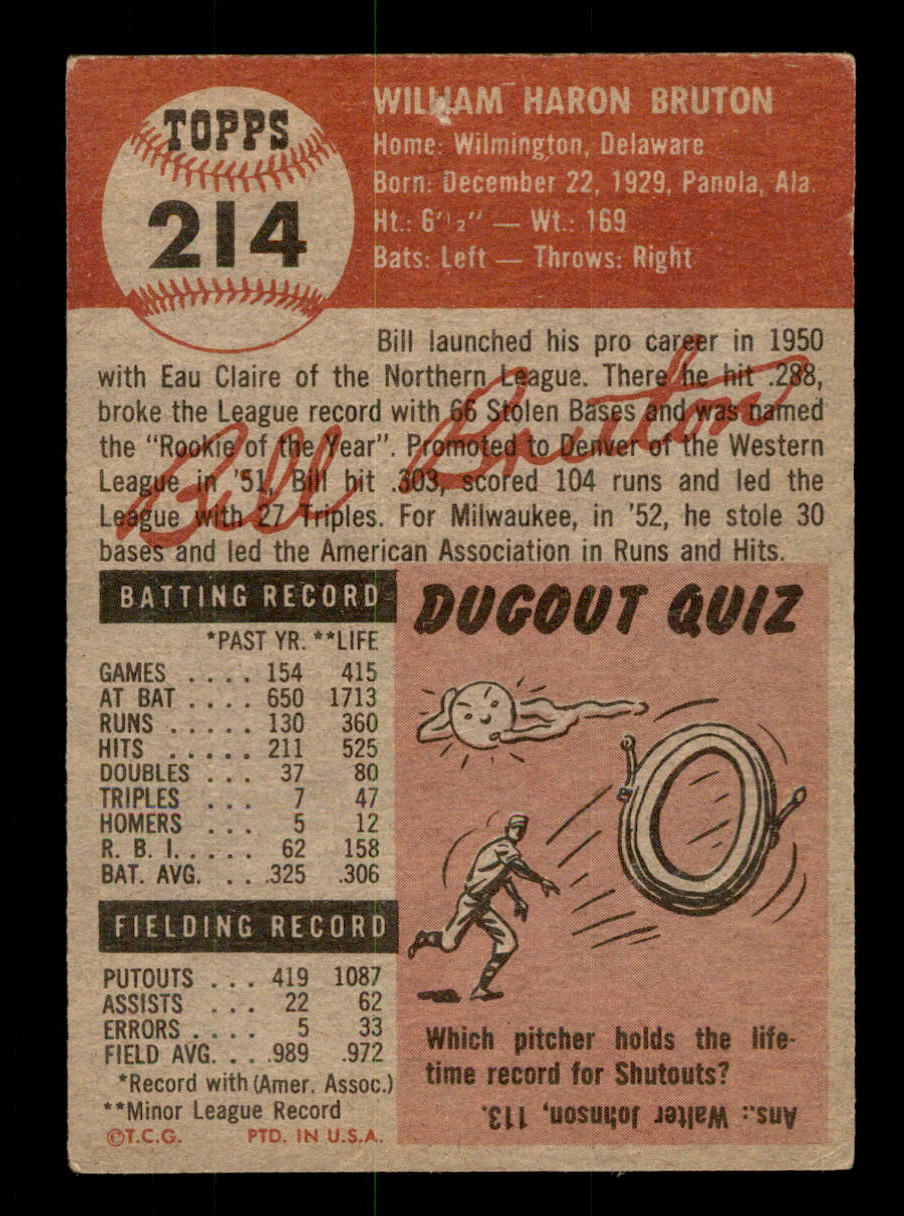 TOPPS
214
WILLIAM HARON BRUTON
Home: Wilmington, Delaware
Born: December 22, 1929, Panola, Ala.
Ht.: 6'½" — Wt.: 169
Bats: Left — Throws: Right
Bill launched his pro career in 1950
with Eau Claire of the Northern League. There he hit .288,
broke the League record with 66 Stolen Bases and was named
the "Rookie of the Year". Promoted to Denver of the Western
League in '51, Bill hit .303, scored 104 runs and led the
League with 27 Triples. For Milwaukee, in '52, he stole 30
bases and led the American Association in Runs and Hits.
Bill Bruton
BATTING RECORD
*PAST YR. **LIFE
GAMES .... 154 415
AT BAT .... 650 1713
RUNS ..... 130 360
HITS ..... 211 525
DOUBLES ... 37 80
TRIPLES ... 7 47
HOMERS ... 5 12
R. B. I. .... 62 158
BAT. AVG. . . .325 .306
FIELDING RECORD
PUTOUTS ... 419 1087
ASSISTS ... 22 62
ERRORS .... 5 33
FIELD AVG. . . .989 .972
*Record with (Amer. Assoc.)
**Minor League Record
©T.C.G. PTD. IN U.S.A.
DUGOUT QUIZ
Which pitcher holds the life-
time record for Shutouts?
Ans.: Walter Johnson, 113.